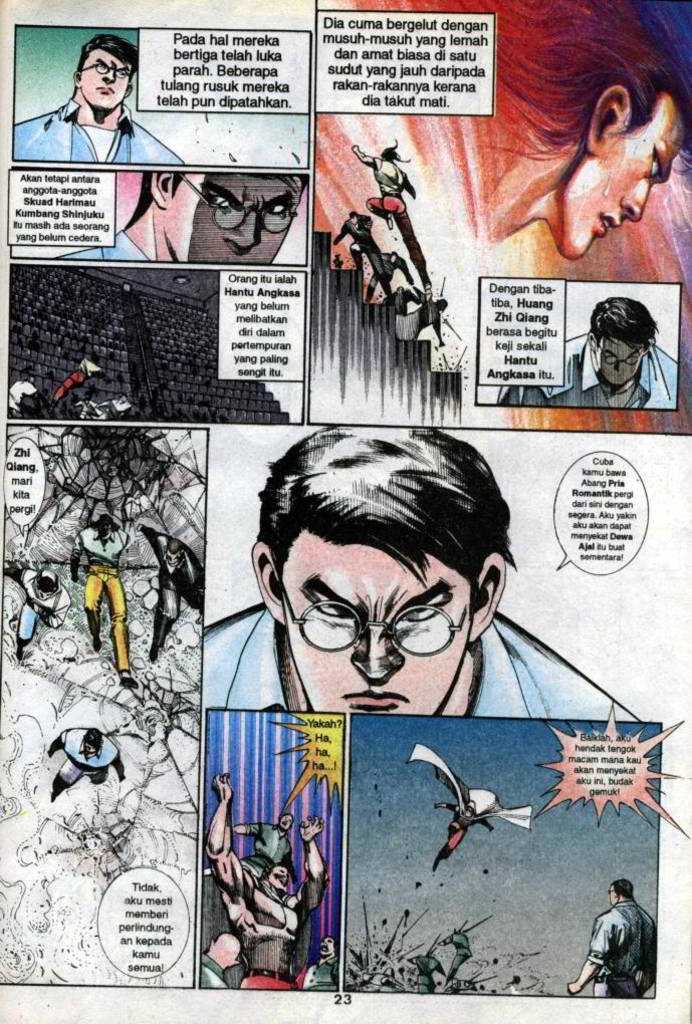 Pada hal mereka
bertiga telah luka
parah. Beberapa
tulang rusuk mereka
telah pun dipatahkan.
Dia cuma bergelut dengan
musuh-musuh yang lemah
dan amat biasa di satu
sudut yang jauh daripada
rakan-rakannya kerana
dia takut mati.
Akan tetapi antara
anggota-anggota
Skuad Harimau
Kumbang Shinjuku
itu masih ada seorang
yang belum cedera.
Orang itu ialah
Hantu Angkasa
yang belum
melibatkan
diri dalam
pertempuran
yang paling
sengit itu.
Dengan tiba-
tiba, Huang
Zhi Qiang
berasa begitu
keji sekali
Hantu
Angkasa itu.
Zhi
Qiang,
mari
kita
pergi!
Cuba
kamu bawa
Abang Pria
Romantik pergi
dari sini dengan
segera. Aku yakin
aku akan dapat
menyekat Dewa
Ajal itu buat
sementara!
Tidak,
aku mesti
memberi
perlindung-
an kepada
kamu
semua!
Yakah?
Ha,
ha,
ha...!
Baiklah, aku
hendak tengok
macam mana kau
akan menyekat
aku ini, budak
gemuk!
23